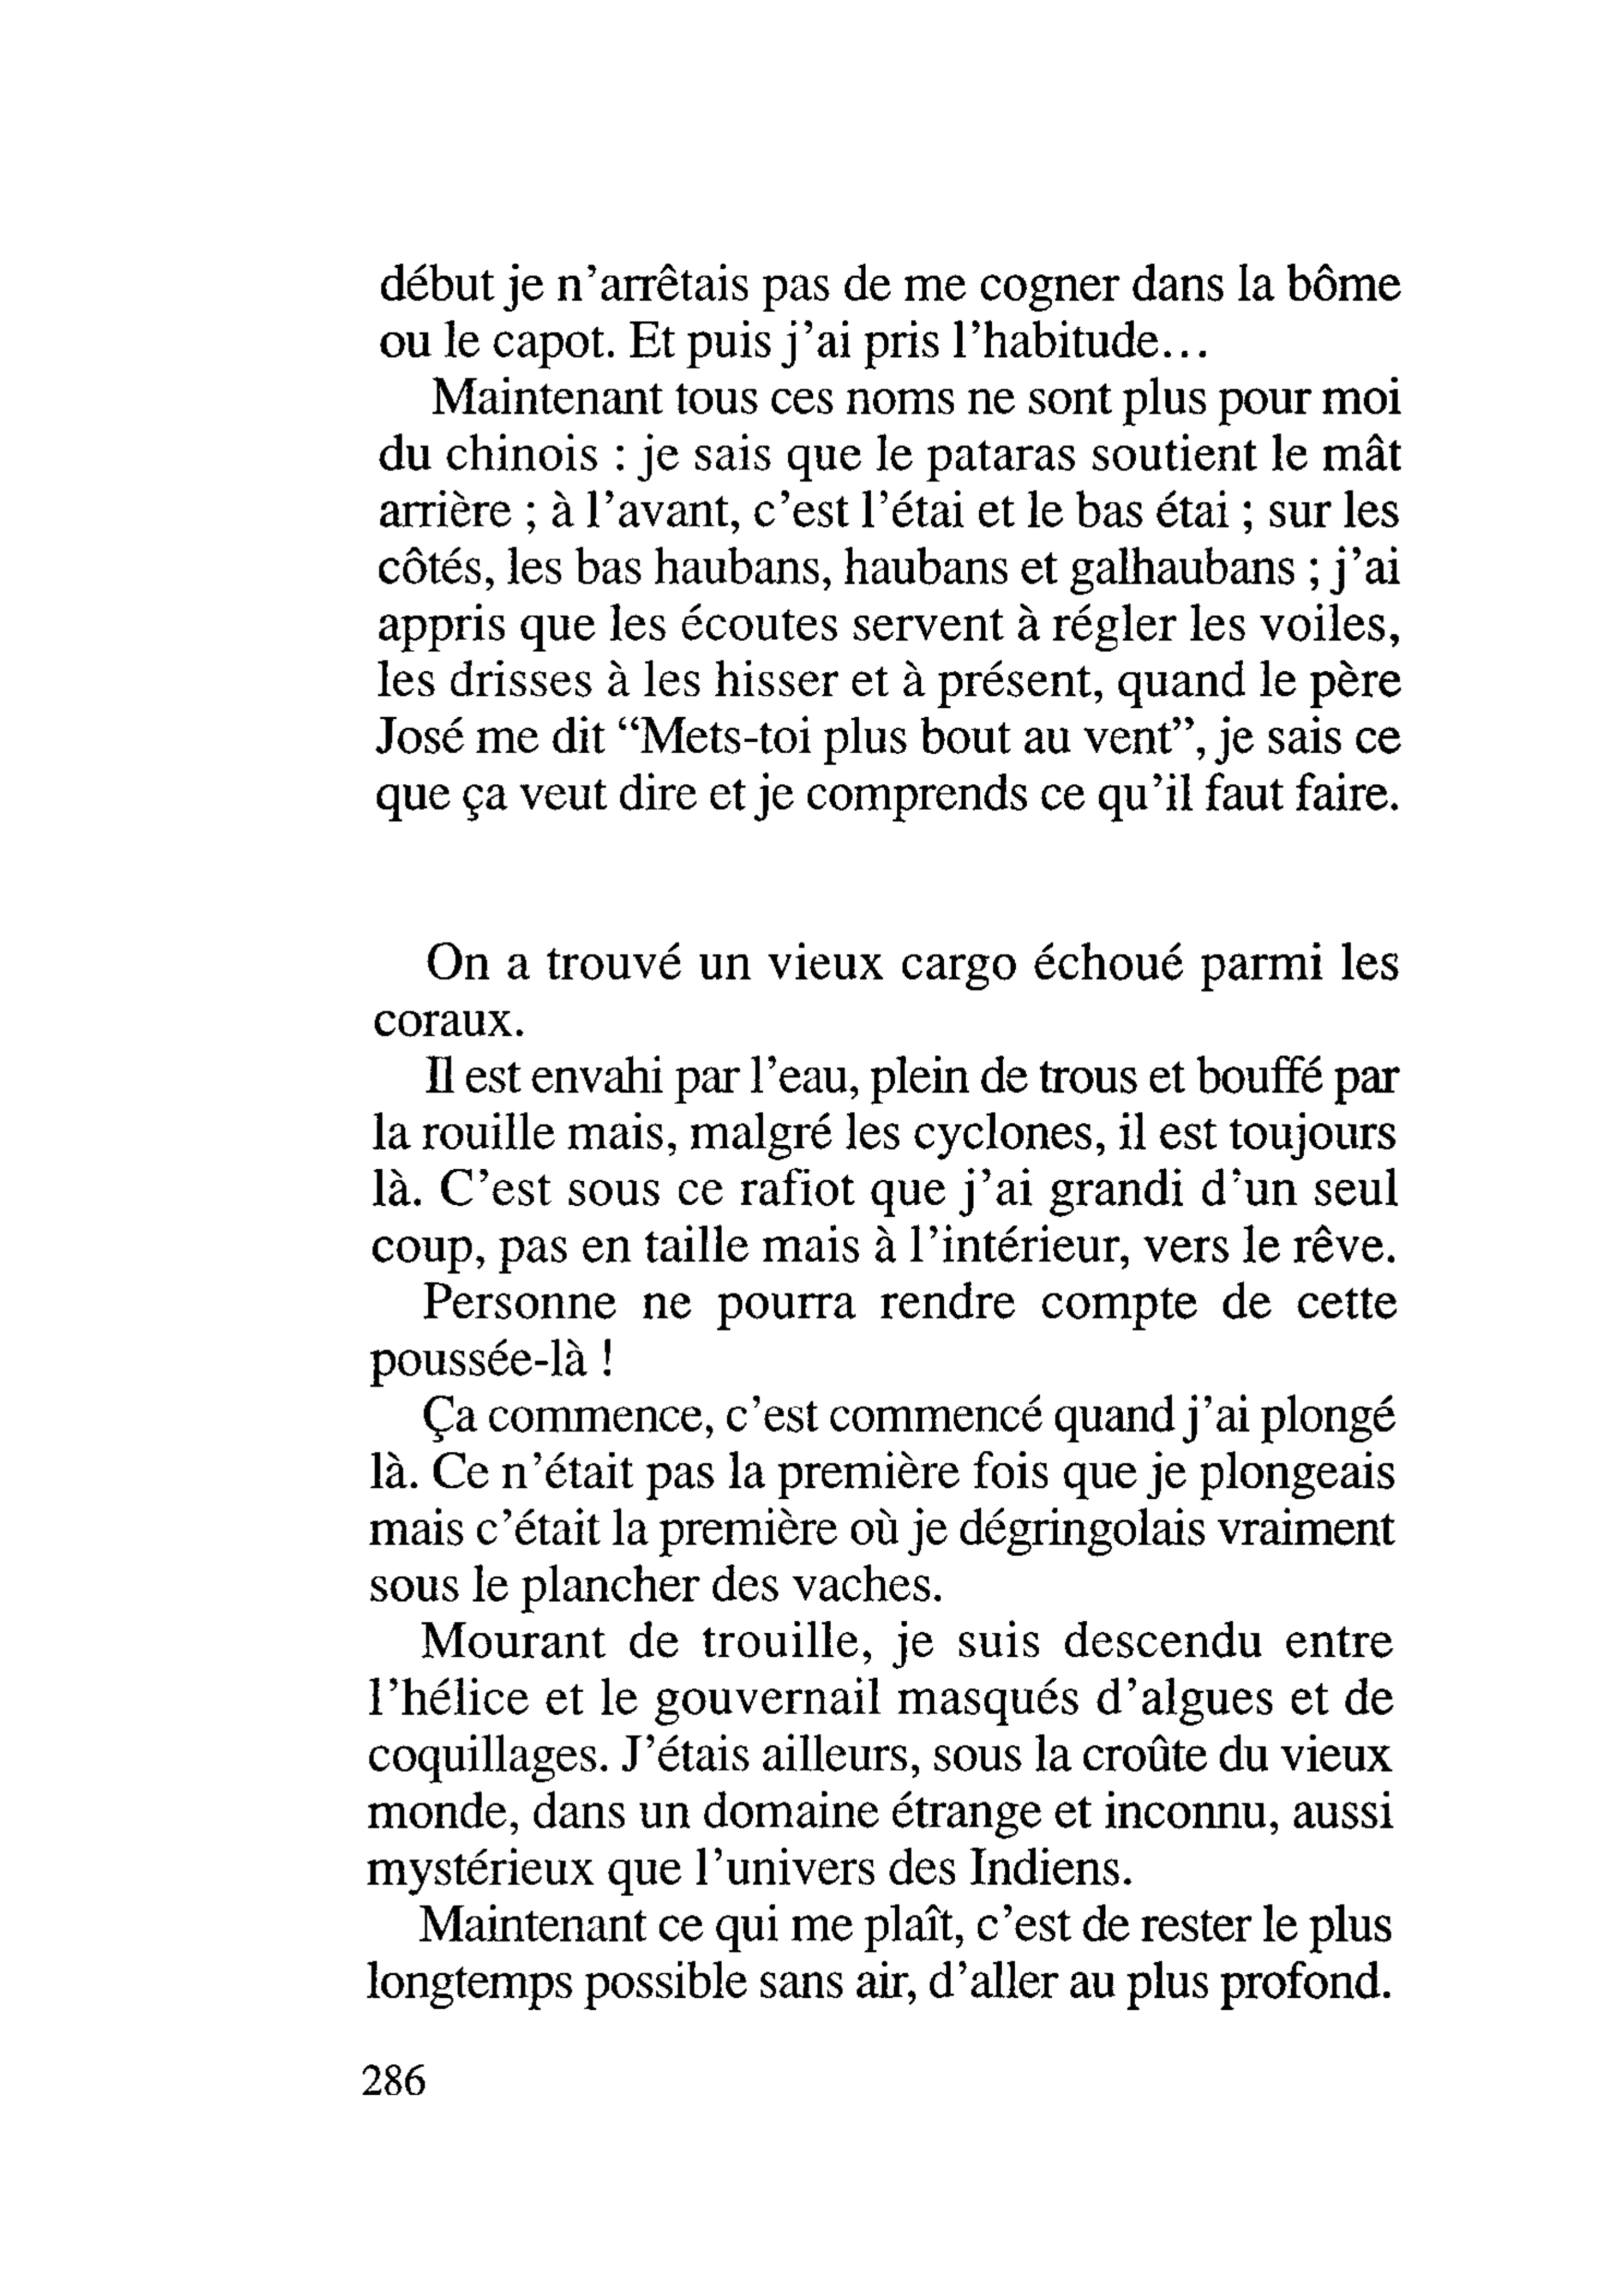 début je n'arrêtais pas de me cogner dans la bôme
ou le capot. Et puis j'ai pris l'habitude...
Maintenant tous ces noms ne sont plus pour moi
du chinois : je sais que le pataras soutient le mât
arrière ; à l'avant, c'est l'étai et le bas étai ; sur les
côtés, les bas haubans, haubans et galhaubans ; j'ai
appris que les écoutes servent à régler les voiles,
les drisses à les hisser et à présent, quand le père
José me dit “Mets-toi plus bout au vent”, je sais ce
que ça veut dire et je comprends ce qu'il faut faire.
On a trouvé un vieux cargo échoué parmi les
coraux.
Il est envahi par l'eau, plein de trous et bouffé par
la rouille mais, malgré les cyclones, il est toujours
là. C'est sous ce rafiot que j'ai grandi d'un seul
coup, pas en taille mais à l'intérieur, vers le rêve.
Personne ne pourra rendre compte de cette
poussée-là !
Ça commence, c'est commencé quand j'ai plongé
là. Ce n'était pas la première fois que je plongeais
mais c'était la première où je dégringolais vraiment
sous le plancher des vaches.
Mourant de trouille, je suis descendu entre
l'hélice et le gouvernail masqués d'algues et de
coquillages. J'étais ailleurs, sous la croûte du vieux
monde, dans un domaine étrange et inconnu, aussi
mystérieux que l'univers des Indiens.
Maintenant ce qui me plaît, c'est de rester le plus
longtemps possible sans air, d'aller au plus profond.
286